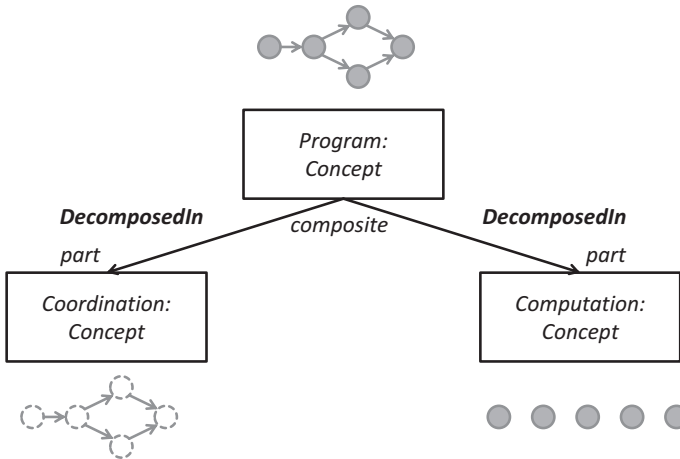 Program:
Concept
DecomposedIn
composite
DecomposedIn
part
part
Coordination:
Concept
Computation:
Concept